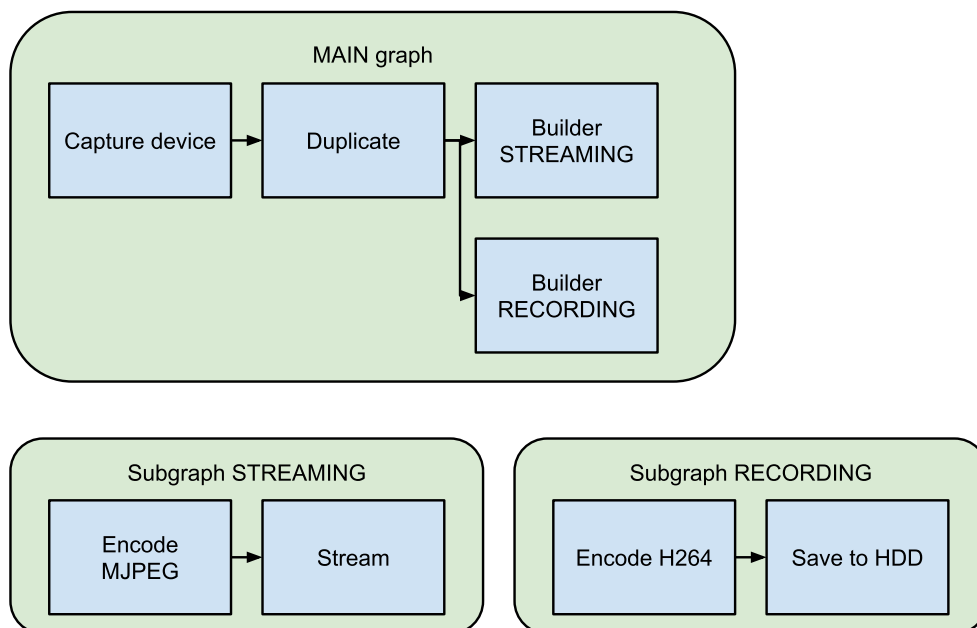 MAIN graph
Capture device
Duplicate
Builder
STREAMING
Builder
RECORDING
Subgraph STREAMING
Encode
MJPEG
Stream
Subgraph RECORDING
Encode H264
Save to HDD